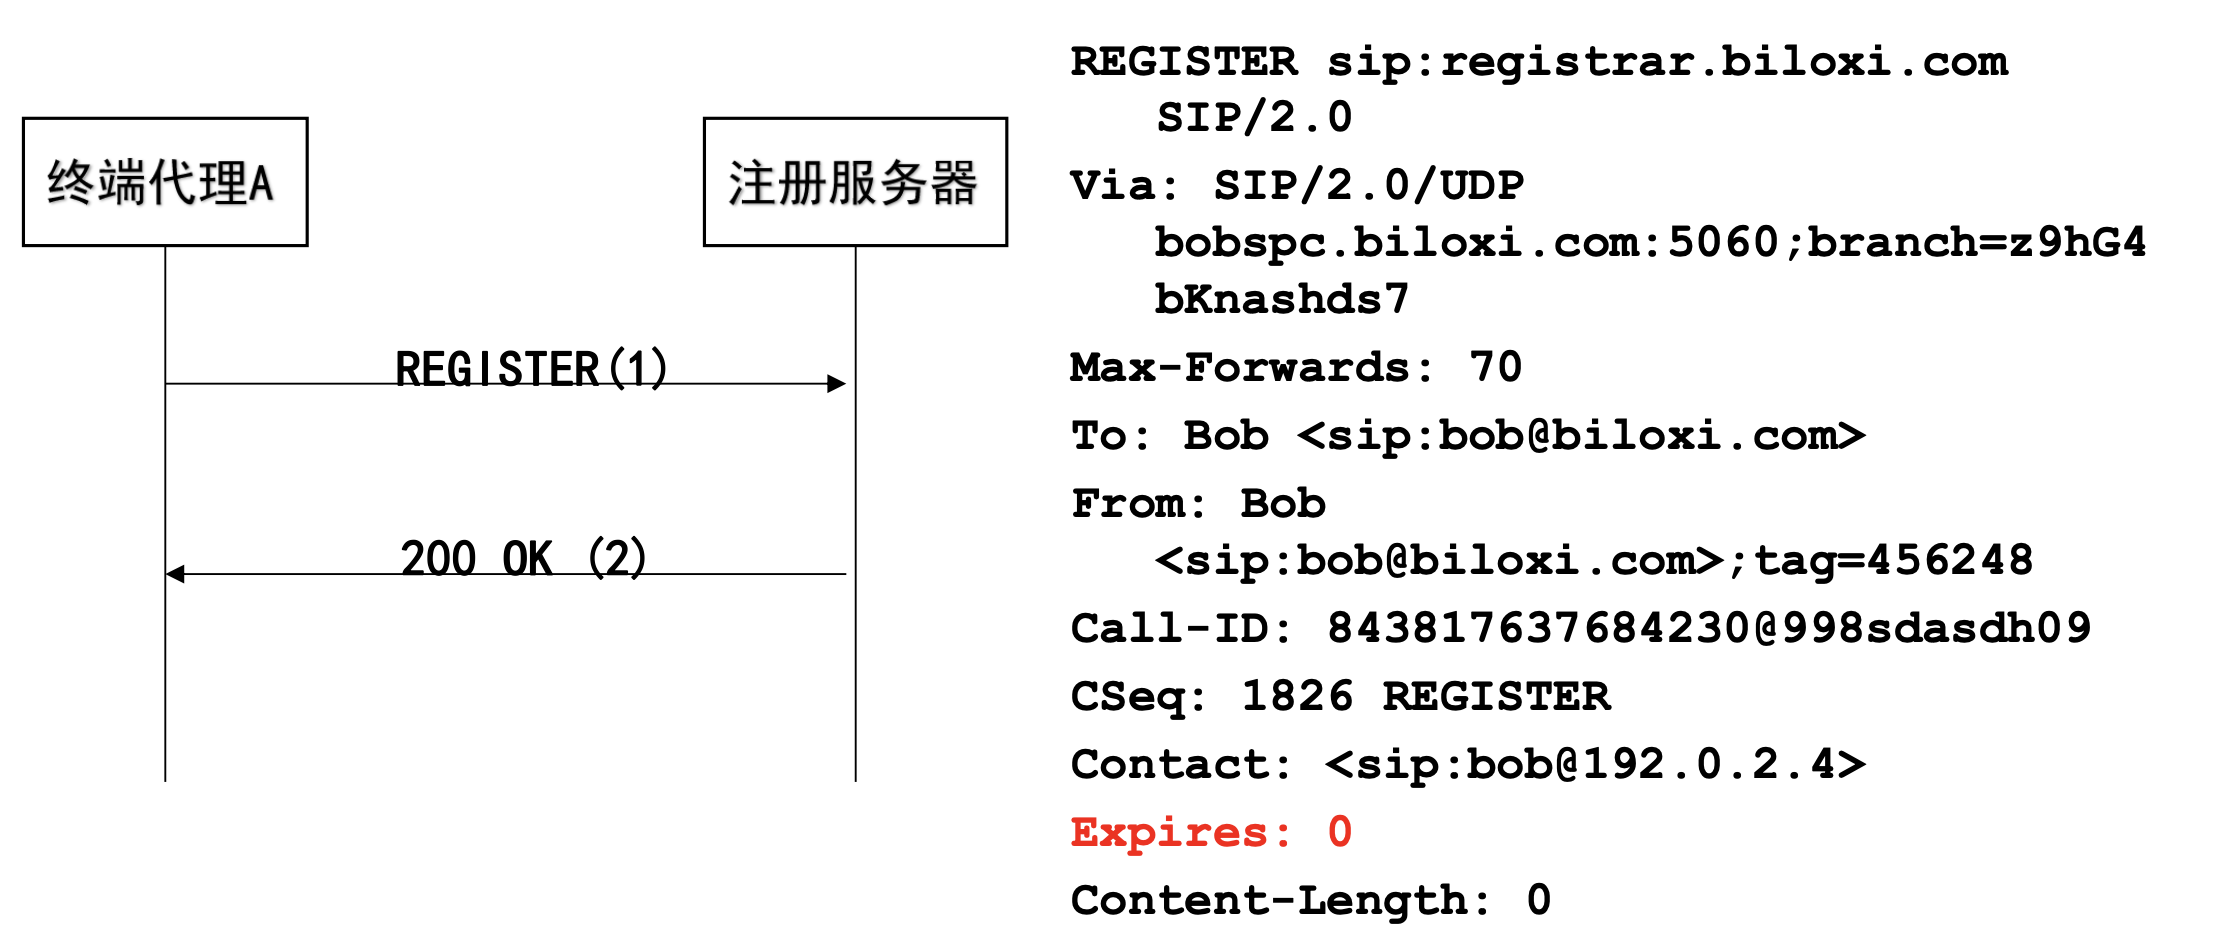 终端代理A
注册服务器
REGISTER(1)
200 OK (2)
REGISTER sip:registrar.biloxi.com
SIP/2.0
Via: SIP/2.0/UDP
bobspc.biloxi.com:5060;branch=z9hG4
bKnashds7
Max-Forwards: 70
To: Bob <sip:bob@biloxi.com>
From: Bob
<sip:bob@biloxi.com>;tag=456248
Call-ID: 843817637684230@998sdasdh09
CSeq: 1826 REGISTER
Contact: <sip:bob@192.0.2.4>
Expires: 0
Content-Length: 0